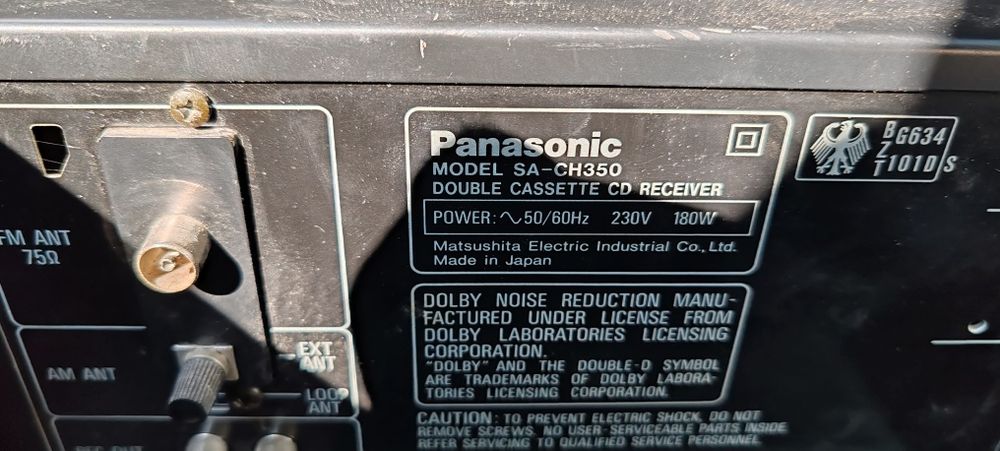 FM ANT
75Ω
AM ANT
EXT
ANT
LOOP
ANT
Panasonic
MODEL SA-CH350
DOUBLE CASSETTE CD RECEIVER
POWER: ∿50/60Hz 230V 180W
Matsushita Electric Industrial Co., Ltd.
Made in Japan
B G634
Z
T 101D/S
DOLBY NOISE REDUCTION MANU-
FACTURED UNDER LICENSE FROM
DOLBY LABORATORIES LICENSING
CORPORATION.
"DOLBY" AND THE DOUBLE-D SYMBOL
ARE TRADEMARKS OF DOLBY LABORA-
TORIES LICENSING CORPORATION.
CAUTION: TO PREVENT ELECTRIC SHOCK, DO NOT
REMOVE SCREWS. NO USER-SERVICEABLE PARTS INSIDE
REFER SERVICING TO QUALIFIED SERVICE PERSONNEL.